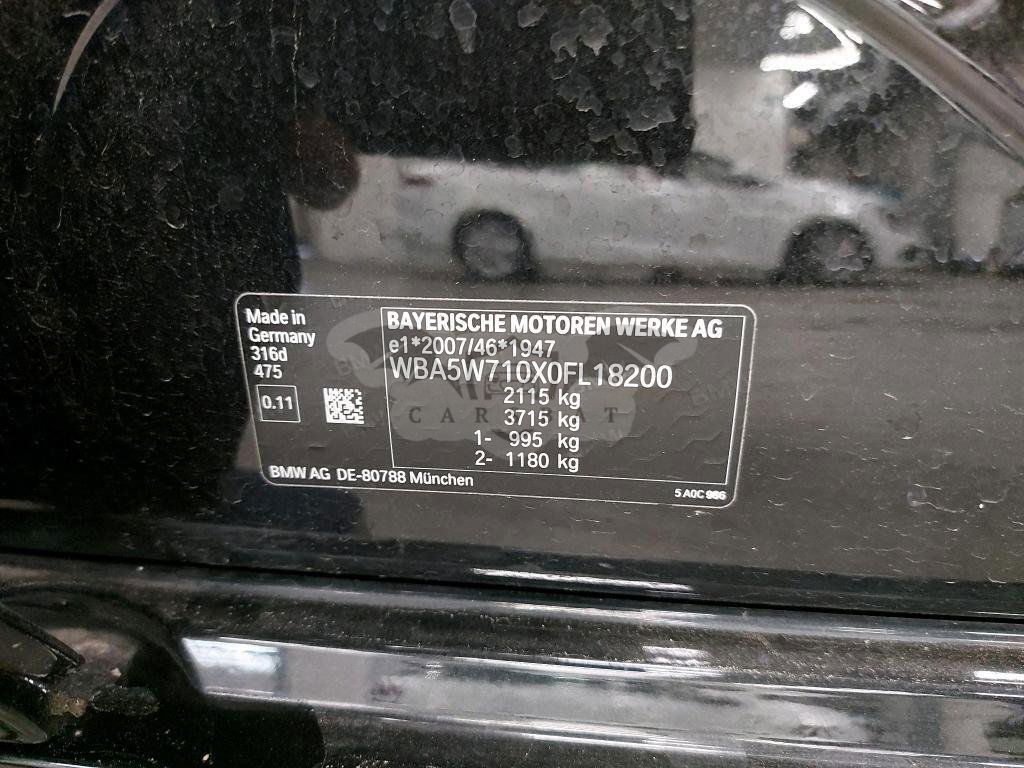 Made in
Germany
316d
475
0.11
BAYERISCHE MOTOREN WERKE AG
e1*2007/46*1947
WBA5W710X0FL18200
2115 kg
3715 kg
1- 995 kg
2- 1180 kg
BMW AG DE-80788 München
5 A0C 986